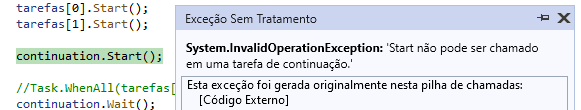 tarefas[0].Start();
tarefas[1].Start();
continuation.Start();
//Task.WhenAll(tarefas[
continuation.Wait();
Exceção Sem Tratamento
System.InvalidOperationException: 'Start não pode ser chamado
em uma tarefa de continuação.'
Esta exceção foi gerada originalmente nesta pilha de chamadas:
[Código Externo]